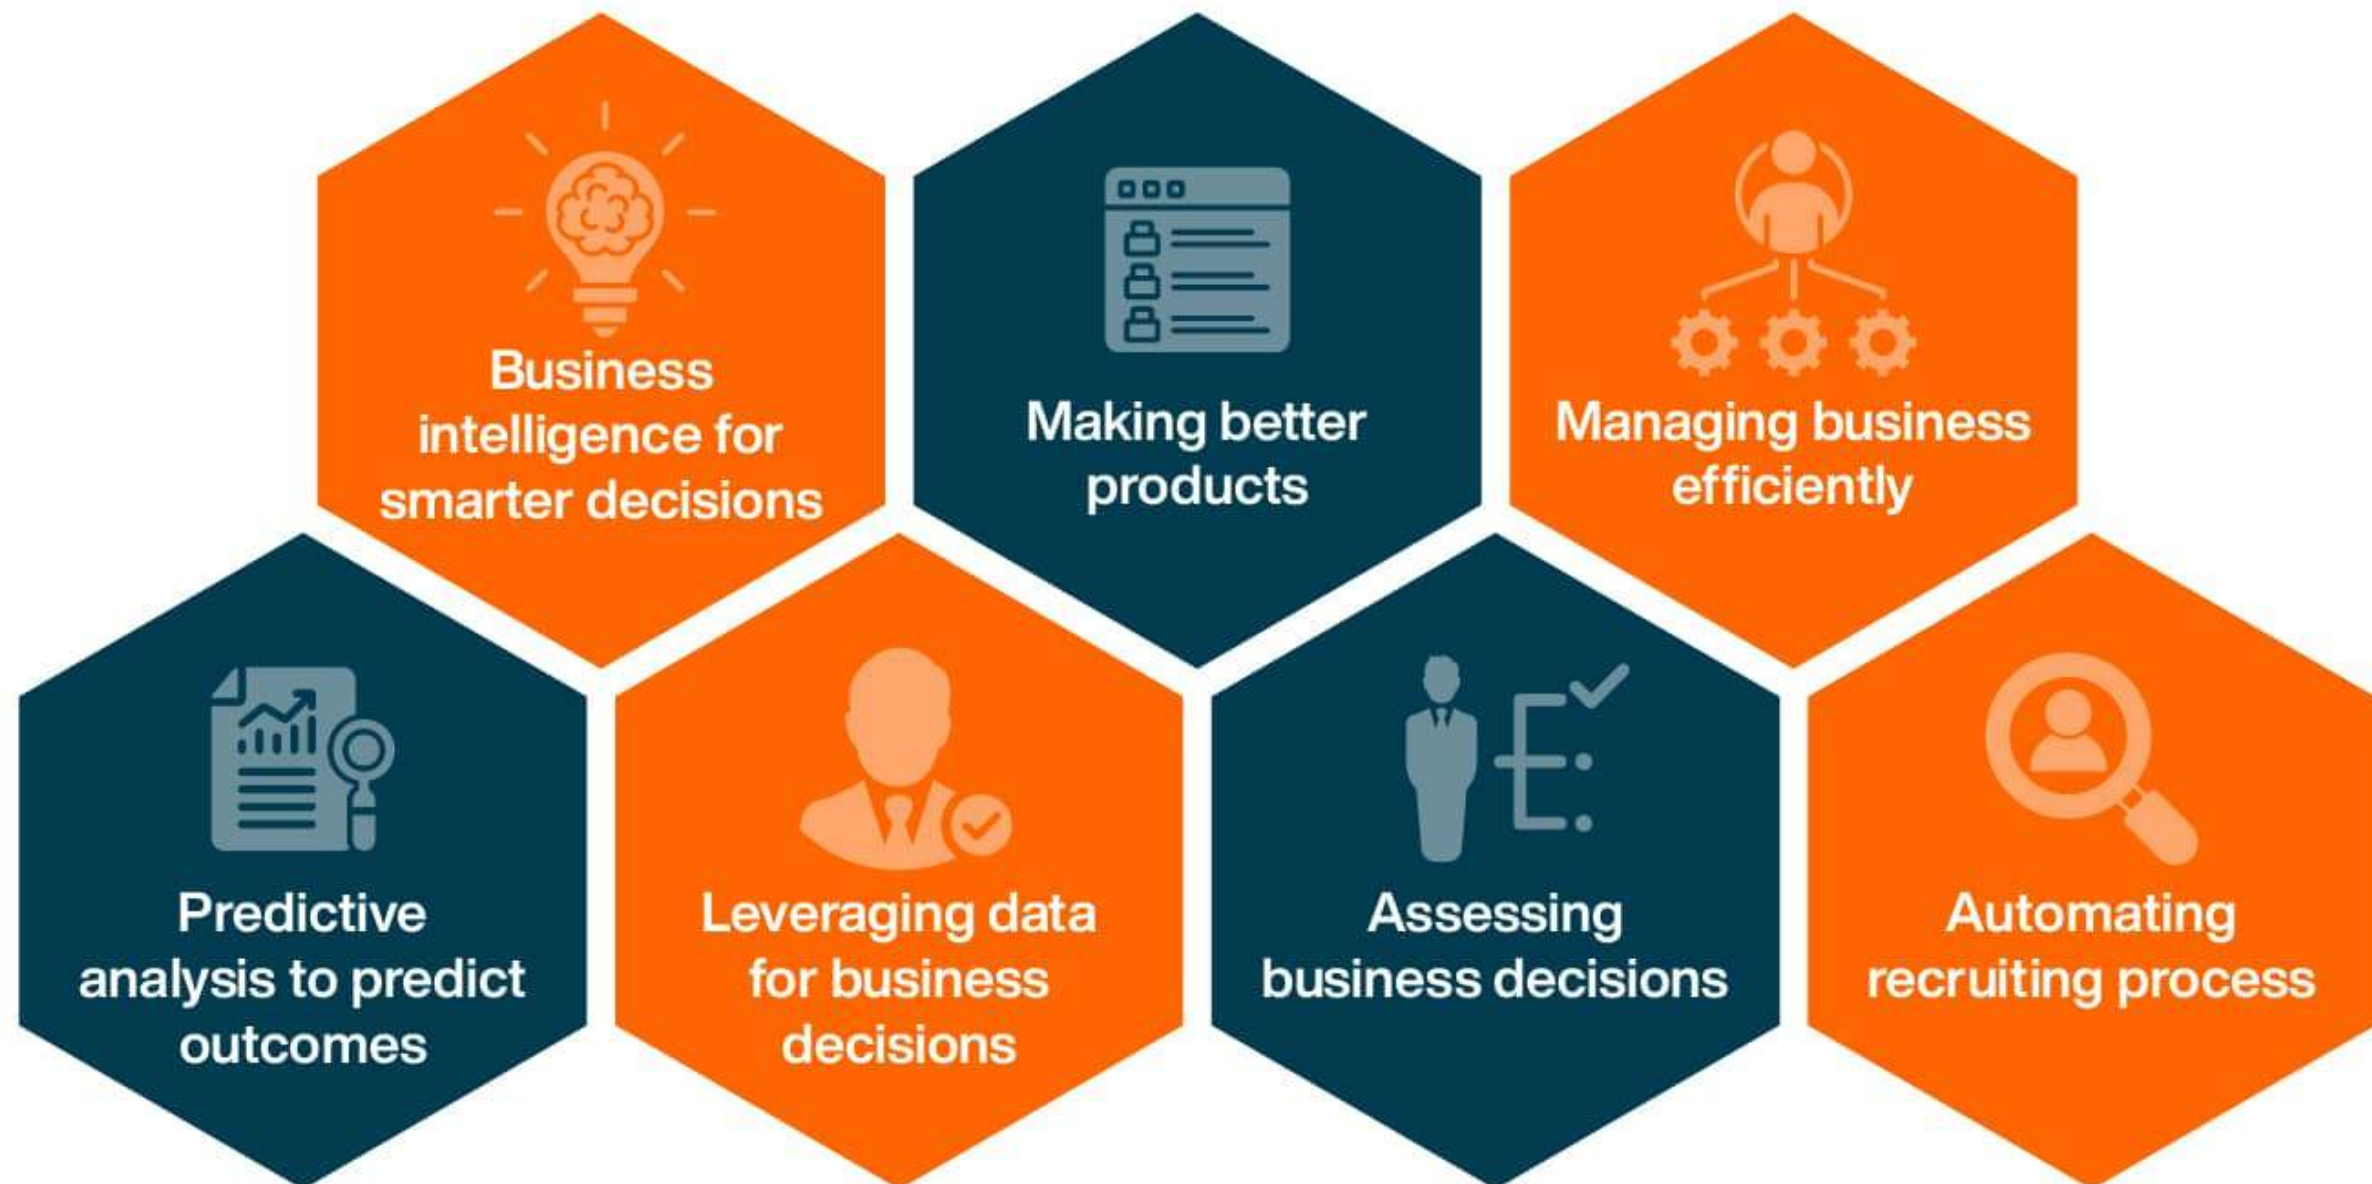 Business
intelligence for
smarter decisions
Making better
products
Managing business
efficiently
Predictive
analysis to predict
outcomes
Leveraging data
for business
decisions
Assessing
business decisions
Automating
recruiting process